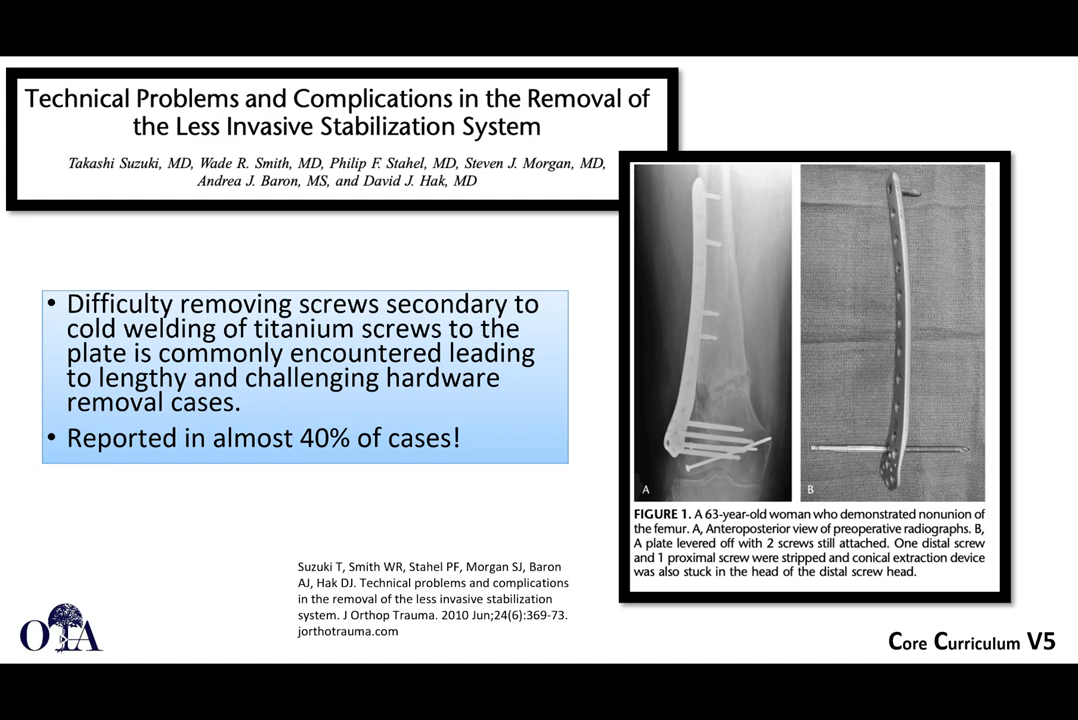 Technical Problems and Complications in the Removal of
the Less Invasive Stabilization System
Takashi Suzuki, MD, Wade R. Smith, MD, Philip F. Stahel, MD, Steven J. Morgan, MD,
Andrea J. Baron, MS, and David J. Hak, MD
• Difficulty removing screws secondary to
cold welding of titanium screws to the
plate is commonly encountered leading
to lengthy and challenging hardware
removal cases.
• Reported in almost 40% of cases!
A
B
FIGURE 1. A 63-year-old woman who demonstrated nonunion of
the femur. A, Anteroposterior view of preoperative radiographs. B,
A plate levered off with 2 screws still attached. One distal screw
and 1 proximal screw were stripped and conical extraction device
was also stuck in the head of the distal screw head.
Suzuki T, Smith WR, Stahel PF, Morgan SJ, Baron
AJ, Hak DJ. Technical problems and complications
in the removal of the less invasive stabilization
system. J Orthop Trauma. 2010 Jun;24(6):369-73.
jorthotrauma.com
OTA
Core Curriculum V5